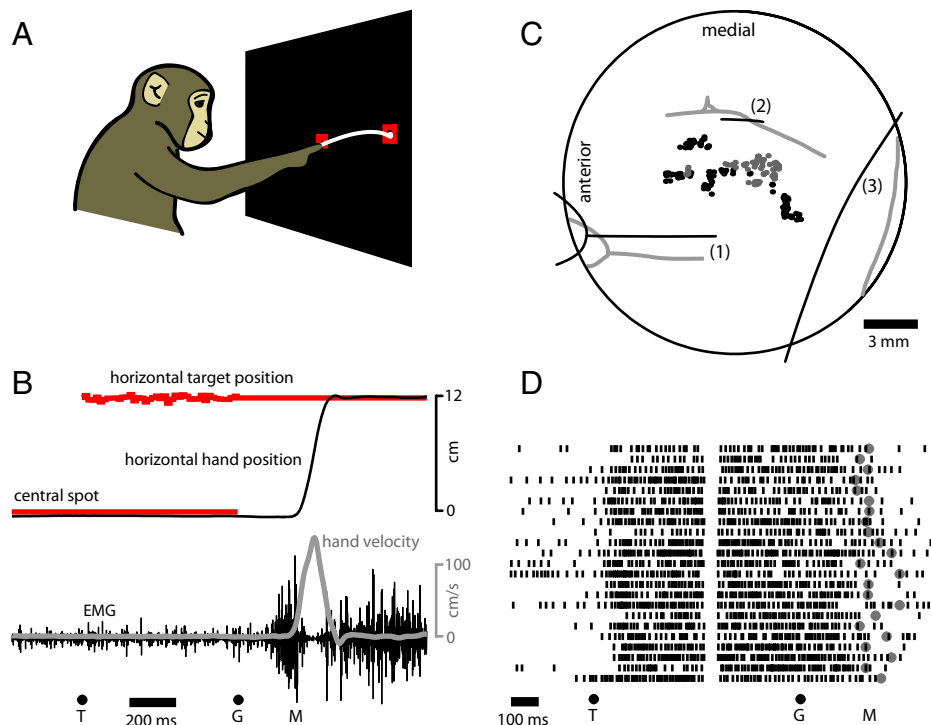 A
B
horizontal target position
12
cm
horizontal hand position
central spot
0
hand velocity
100
cm/s
EMG
0
T
200 ms
G
M
C
medial
anterior
(2)
(3)
(1)
3 mm
D
100 ms
T
G
M